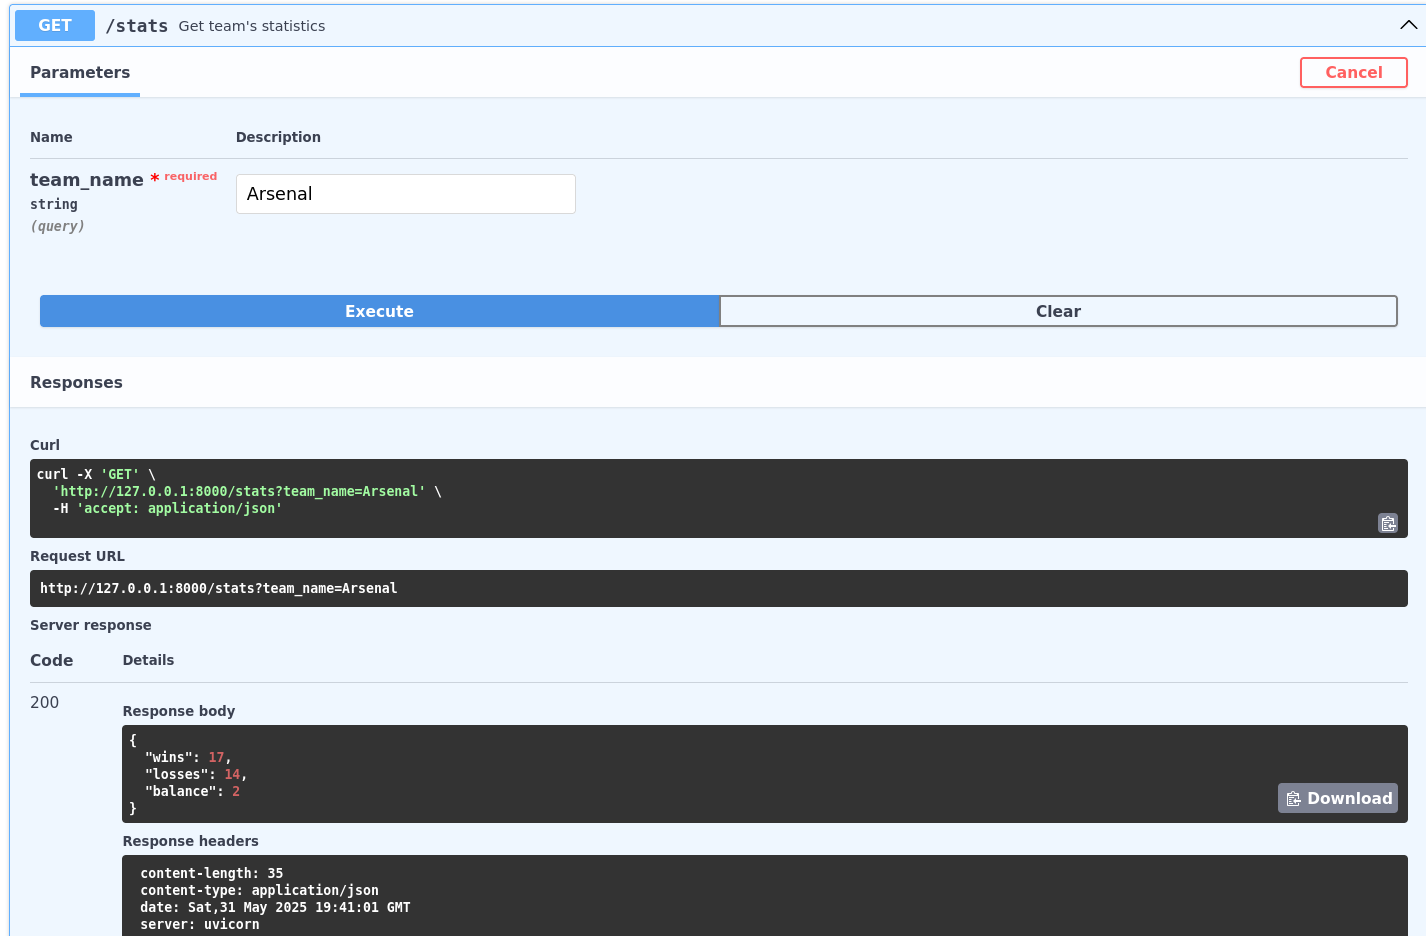 GET /stats Get team's statistics
Parameters
Cancel
Name Description
team_name * required
string
(query)
Arsenal
Execute Clear
Responses
Curl
curl -X 'GET' \
  'http://127.0.0.1:8000/stats?team_name=Arsenal' \
  -H 'accept: application/json'
Request URL
http://127.0.0.1:8000/stats?team_name=Arsenal
Server response
Code Details
200
Response body
{
  "wins": 17,
  "losses": 14,
  "balance": 2
}
Download
Response headers
content-length: 35
content-type: application/json
date: Sat,31 May 2025 19:41:01 GMT
server: uvicorn